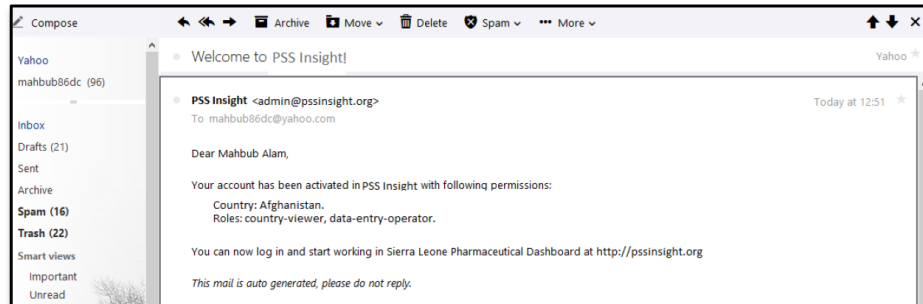 Compose
Archive Move Delete Spam ••• More
Yahoo
mahbub86dc (96)
Inbox
Drafts (21)
Sent
Archive
Spam (16)
Trash (22)
Smart views
Important
Unread
Welcome to PSS Insight! Yahoo
PSS Insight <admin@pssinsight.org> Today at 12:51
To mahbub86dc@yahoo.com
Dear Mahbub Alam,
Your account has been activated in PSS Insight with following permissions:
Country: Afghanistan.
Roles: country-viewer, data-entry-operator.
You can now log in and start working in Sierra Leone Pharmaceutical Dashboard at http://pssinsight.org
This mail is auto generated, please do not reply.